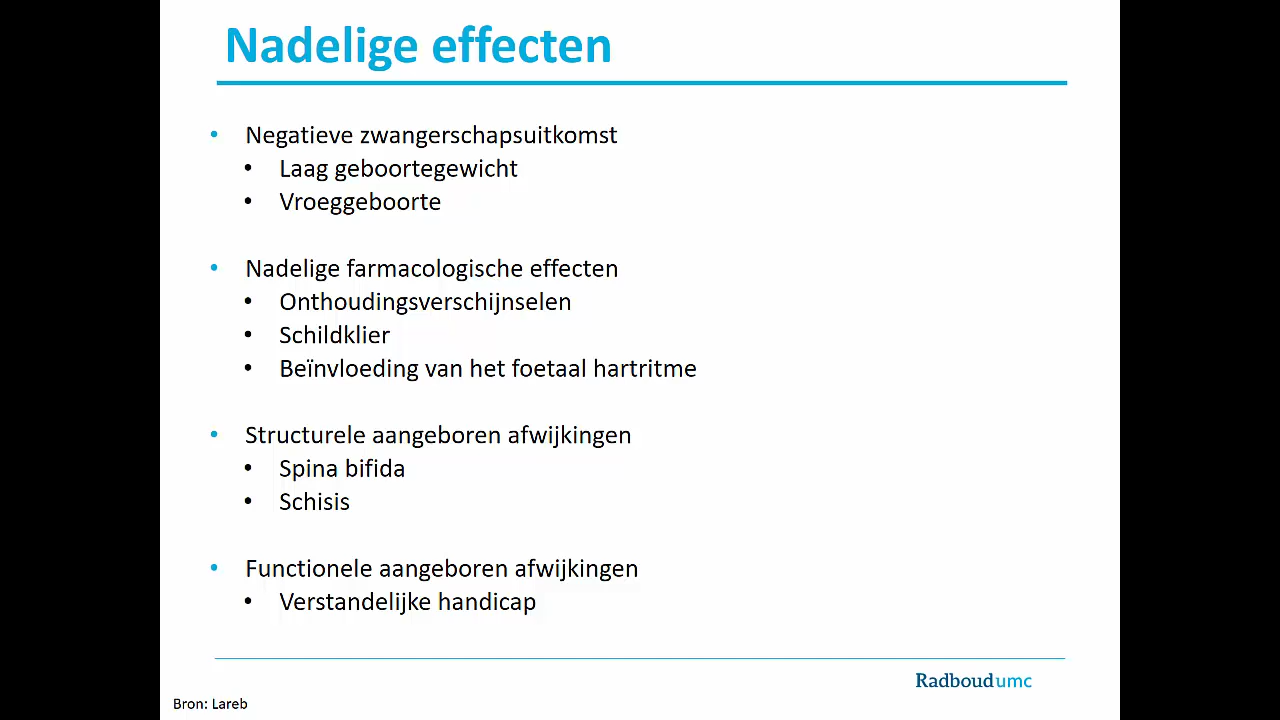 Nadelige effecten
• Negatieve zwangerschapsuitkomst
• Laag geboortegewicht
• Vroeggeboorte
• Nadelige farmacologische effecten
• Onthoudingsverschijnselen
• Schildklier
• Beïnvloeding van het foetaal hartritme
• Structurele aangeboren afwijkingen
• Spina bifida
• Schisis
• Functionele aangeboren afwijkingen
• Verstandelijke handicap
Radboudumc
Bron: Lareb